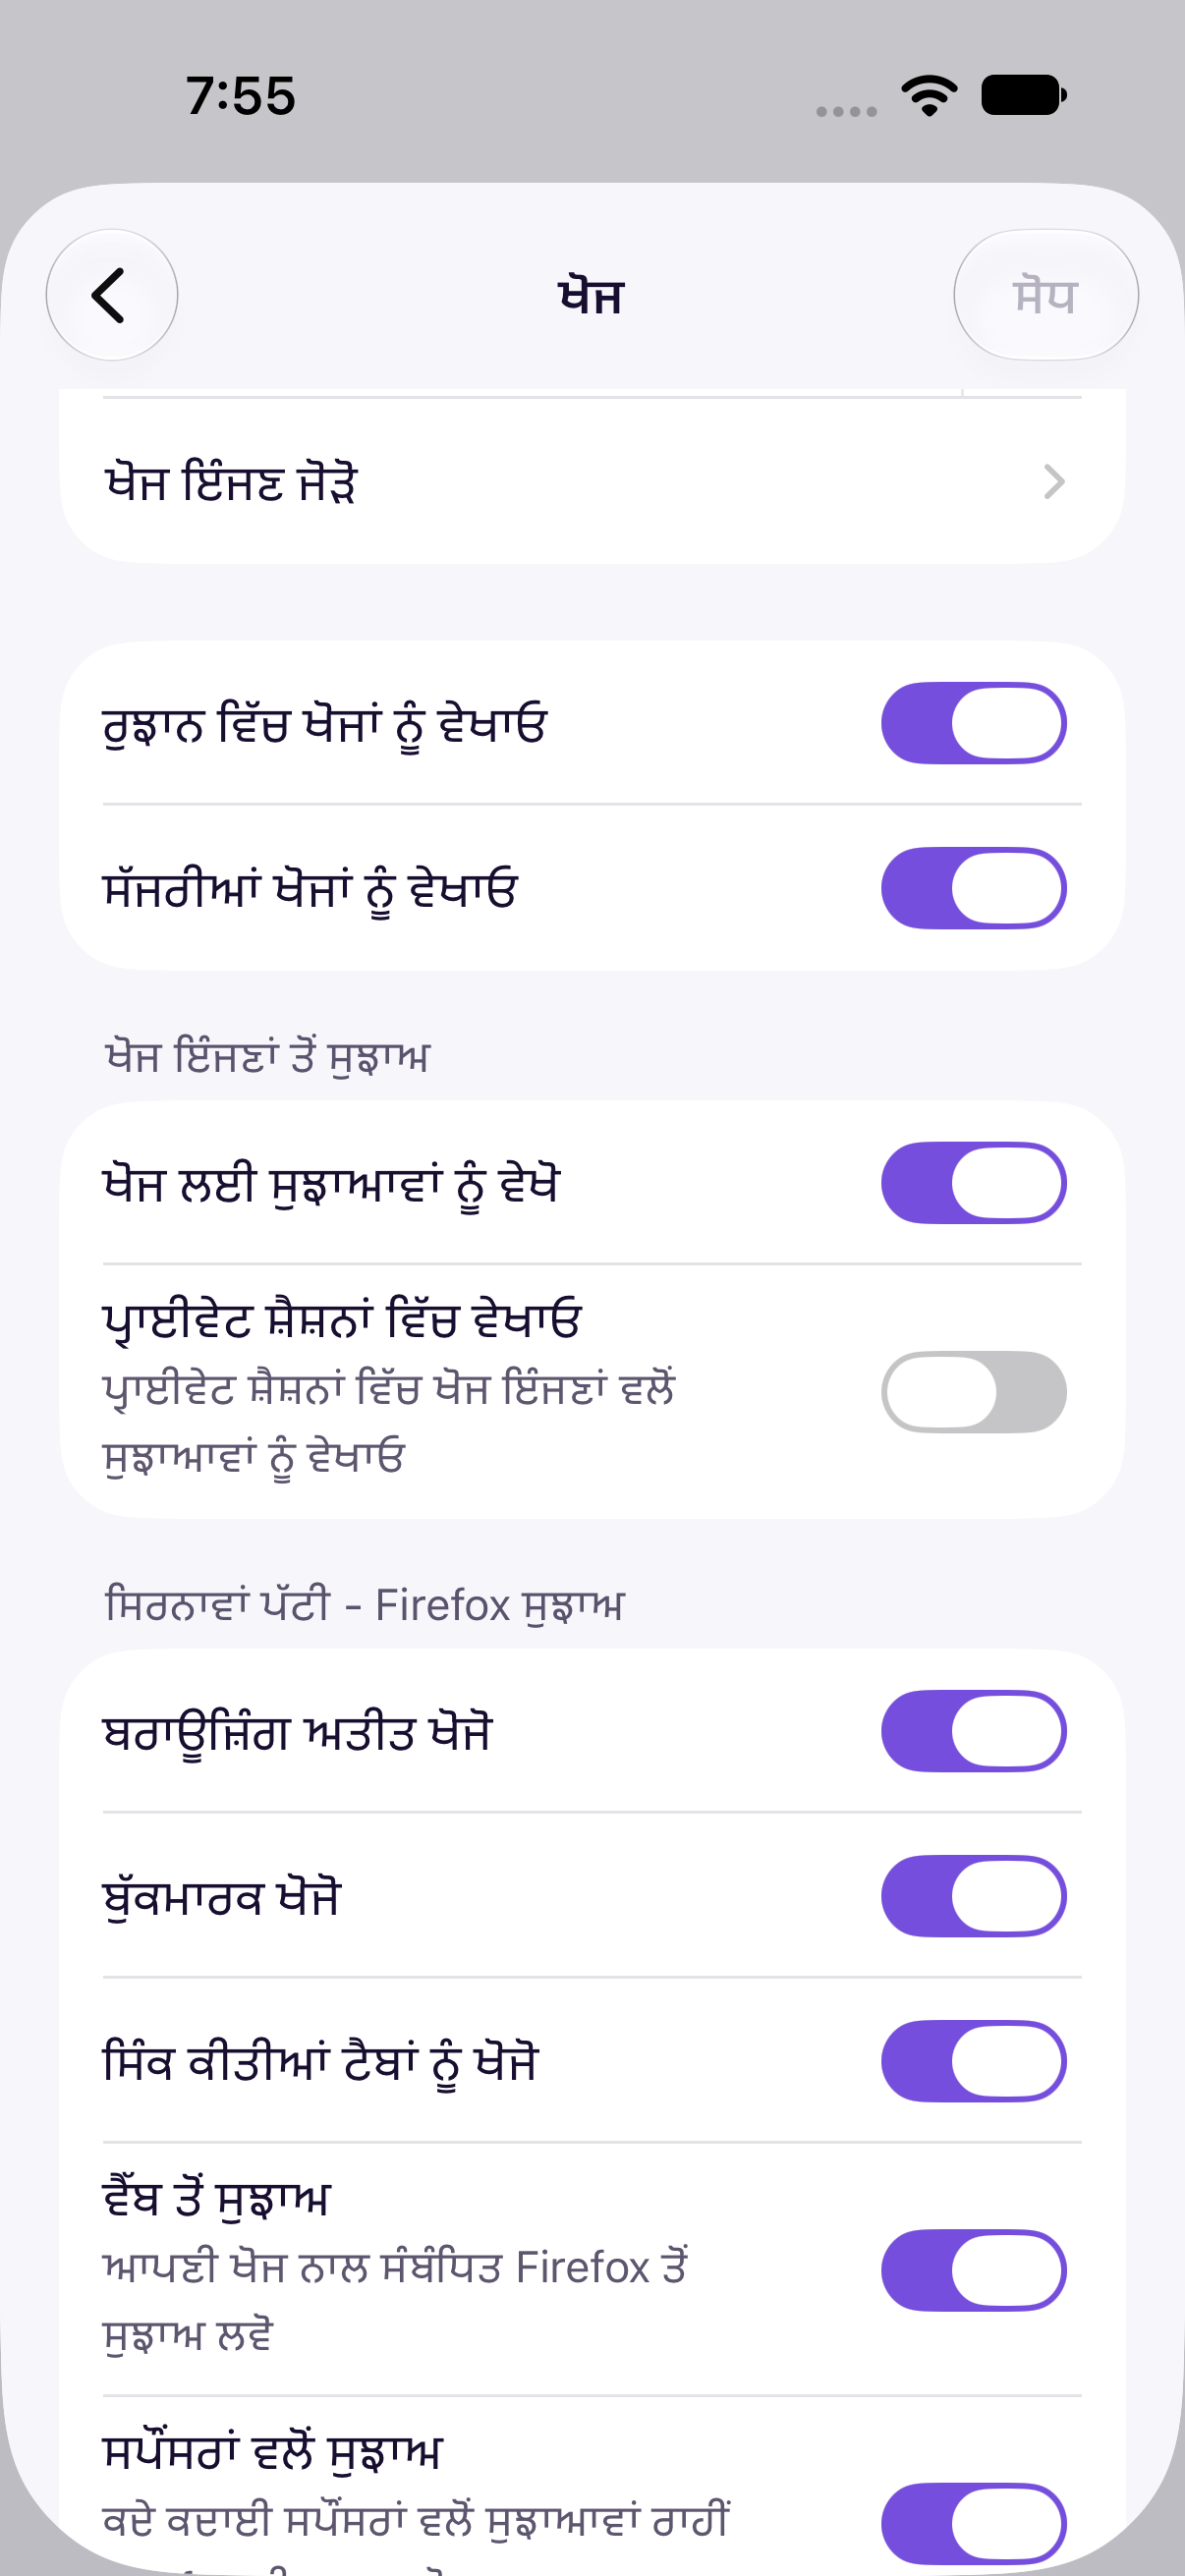 7:55
ਖੋਜ
ਸੋਧ
ਖੋਜ ਇੰਜਣ ਜੋੜੋ
ਰੁਝਾਨ ਵਿੱਚ ਖੋਜਾਂ ਨੂੰ ਵੇਖਾਓ
ਸੱਜਰੀਆਂ ਖੋਜਾਂ ਨੂੰ ਵੇਖਾਓ
ਖੋਜ ਇੰਜਣਾਂ ਤੋਂ ਸੁਝਾਅ
ਖੋਜ ਲਈ ਸੁਝਾਆਵਾਂ ਨੂੰ ਵੇਖੋ
ਪ੍ਰਾਈਵੇਟ ਸ਼ੈਸ਼ਨਾਂ ਵਿੱਚ ਵੇਖਾਓ
ਪ੍ਰਾਈਵੇਟ ਸ਼ੈਸ਼ਨਾਂ ਵਿੱਚ ਖੋਜ ਇੰਜਣਾਂ ਵਲੋਂ
ਸੁਝਾਆਵਾਂ ਨੂੰ ਵੇਖਾਓ
ਸਿਰਨਾਵਾਂ ਪੱਟੀ - Firefox ਸੁਝਾਅ
ਬਰਾਊਜ਼ਿੰਗ ਅਤੀਤ ਖੋਜੋ
ਬੁੱਕਮਾਰਕ ਖੋਜੋ
ਸਿੰਕ ਕੀਤੀਆਂ ਟੈਬਾਂ ਨੂੰ ਖੋਜੋ
ਵੈੱਬ ਤੋਂ ਸੁਝਾਅ
ਆਪਣੀ ਖੋਜ ਨਾਲ ਸੰਬੰਧਿਤ Firefox ਤੋਂ
ਸੁਝਾਅ ਲਵੋ
ਸਪੌਂਸਰਾਂ ਵਲੋਂ ਸੁਝਾਅ
ਕਦੇ ਕਦਾਈ ਸਪੌਂਸਰਾਂ ਵਲੋਂ ਸੁਝਾਆਵਾਂ ਰਾਹੀਂ